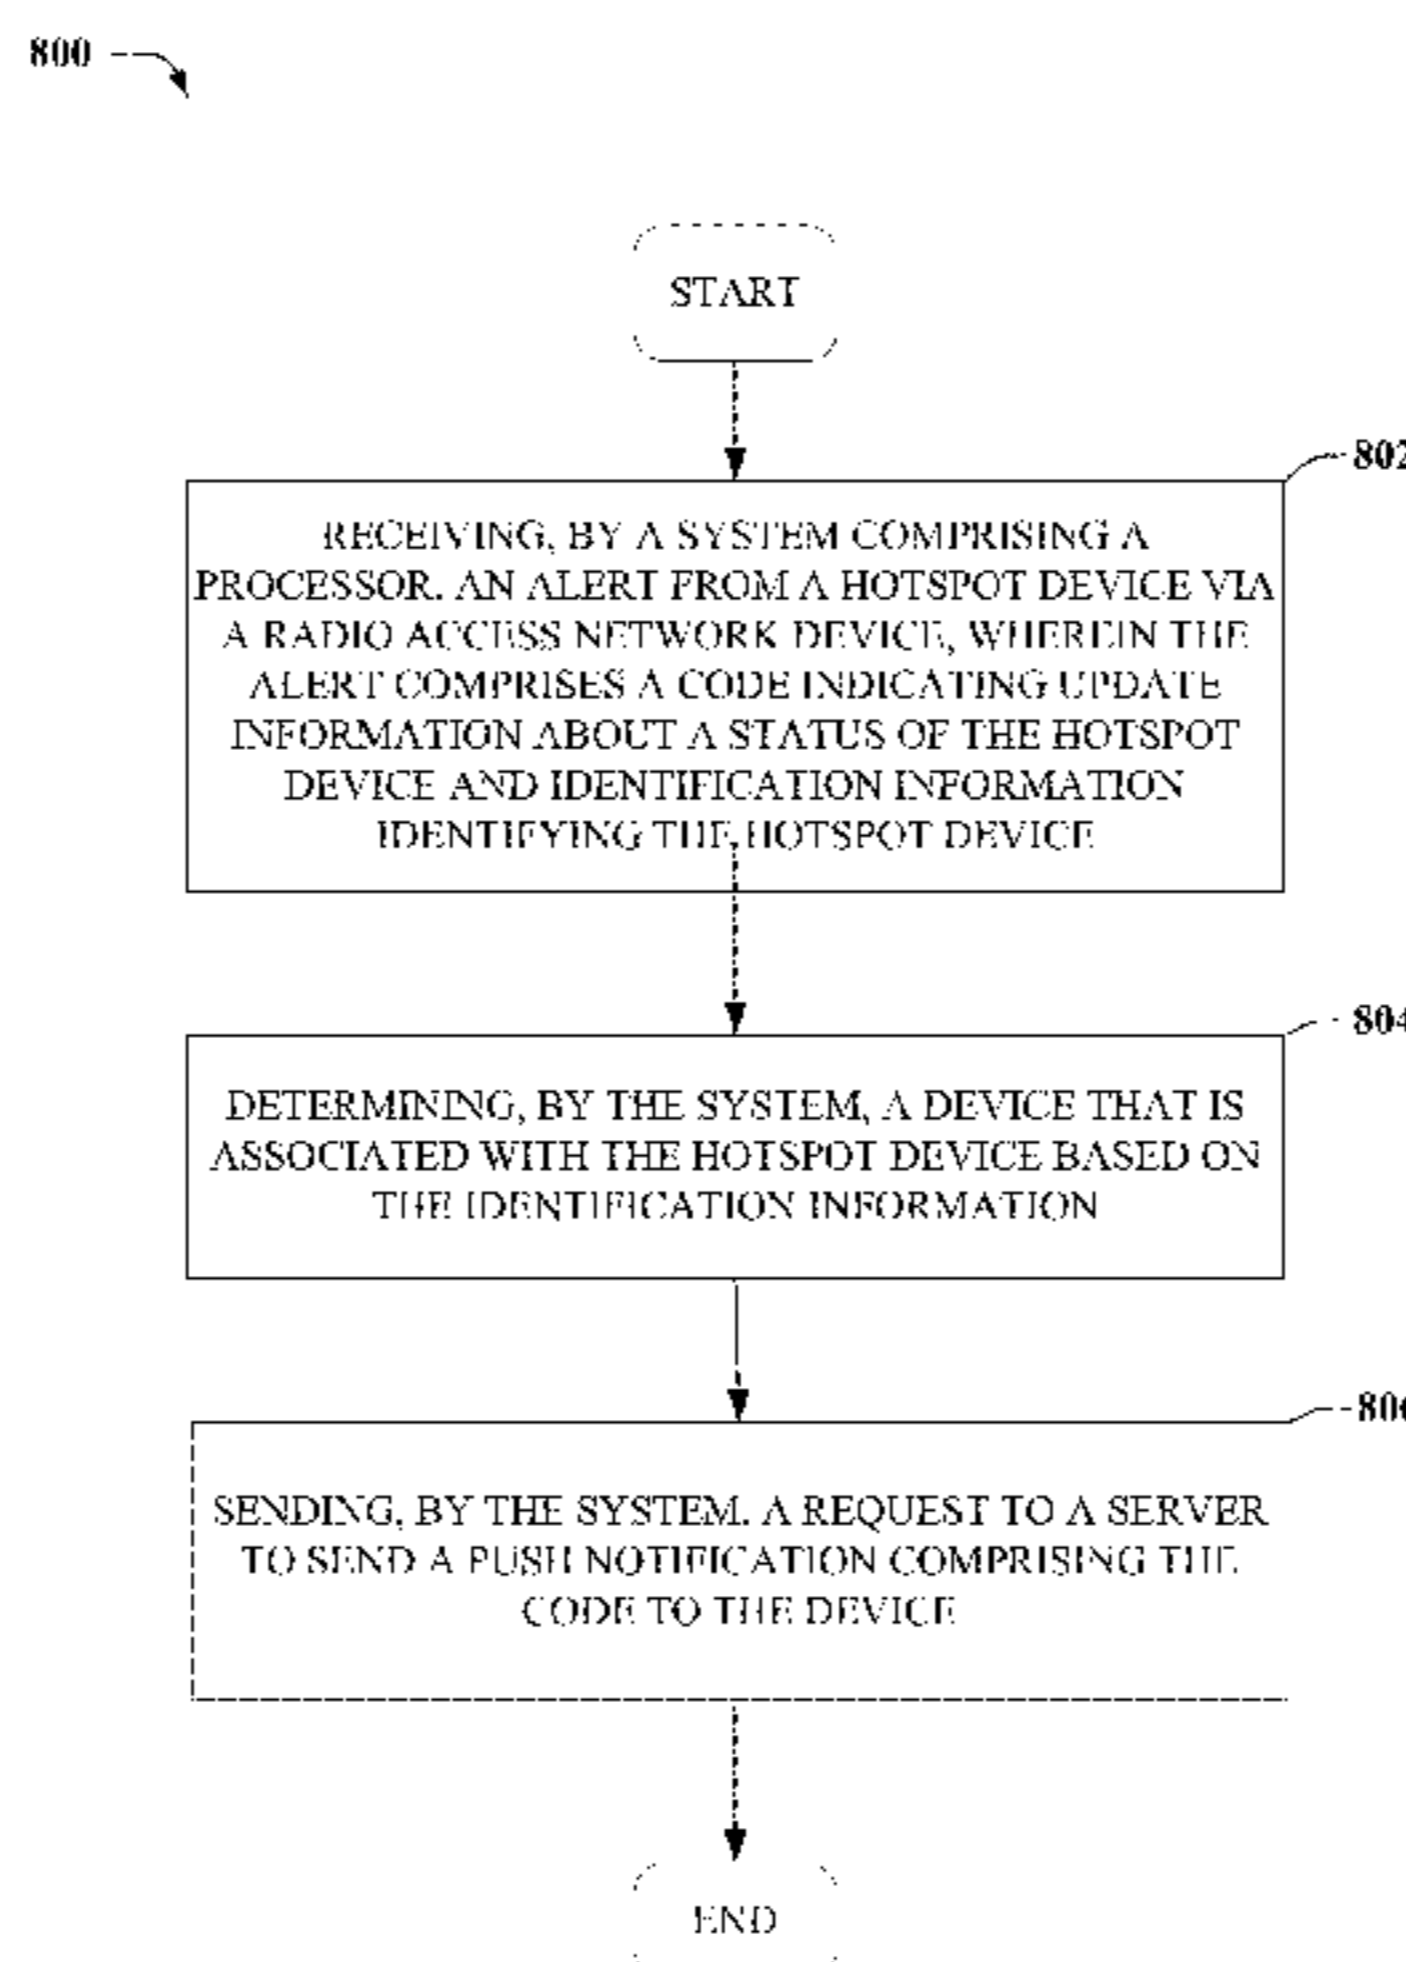 800
START
802
RECEIVING, BY A SYSTEM COMPRISING A
PROCESSOR. AN ALERT FROM A HOTSPOT DEVICE VIA
A RADIO ACCESS NETWORK DEVICE, WHEREIN THE
ALERT COMPRISES A CODE INDICATING UPDATE
INFORMATION ABOUT A STATUS OF THE HOTSPOT
DEVICE AND IDENTIFICATION INFORMATION
IDENTIFYING THE HOTSPOT DEVICE
804
DETERMINING, BY THE SYSTEM, A DEVICE THAT IS
ASSOCIATED WITH THE HOTSPOT DEVICE BASED ON
THE IDENTIFICATION INFORMATION
806
SENDING, BY THE SYSTEM. A REQUEST TO A SERVER
TO SEND A PUSH NOTIFICATION COMPRISING THE
CODE TO THE DEVICE
END